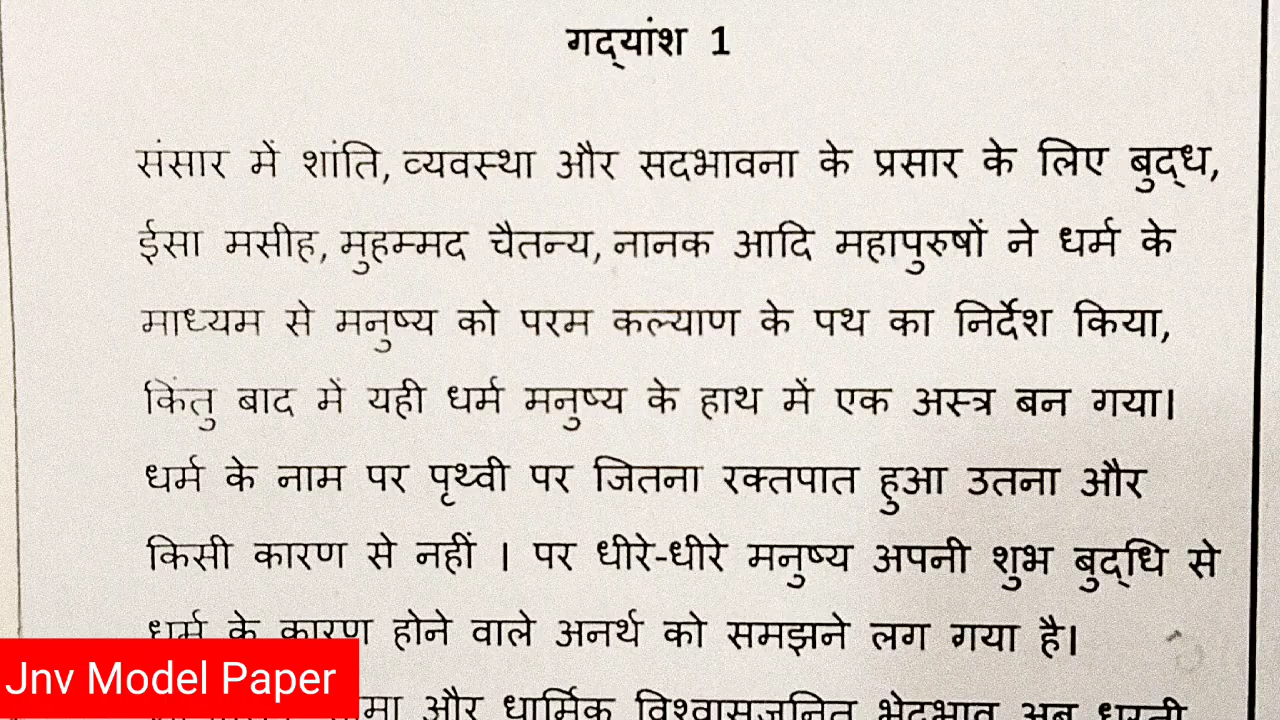 गद्यांश 1
संसार में शांति, व्यवस्था और सदभावना के प्रसार के लिए बुद्ध,
ईसा मसीह, मुहम्मद चैतन्य, नानक आदि महापुरुषों ने धर्म के
माध्यम से मनुष्य को परम कल्याण के पथ का निर्देश किया,
किंतु बाद में यही धर्म मनुष्य के हाथ में एक अस्त्र बन गया।
धर्म के नाम पर पृथ्वी पर जितना रक्तपात हुआ उतना और
किसी कारण से नहीं । पर धीरे-धीरे मनुष्य अपनी शुभ बुद्धि से
धर्म के कारण होने वाले अनर्थ को समझने लग गया है।
और धार्मिक विश्वासजनित भेदभाव अब
Jnv Model Paper